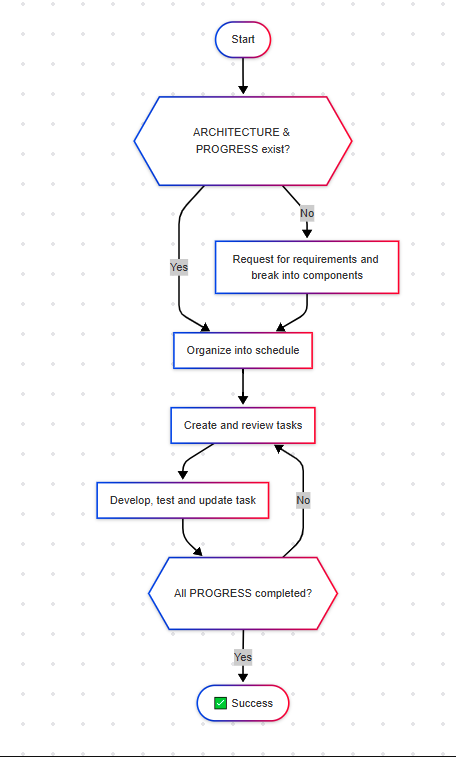 Start
ARCHITECTURE &
PROGRESS exist?
No
Request for requirements and
break into components
Yes
Organize into schedule
Create and review tasks
Develop, test and update task
No
All PROGRESS completed?
Yes
✅ Success